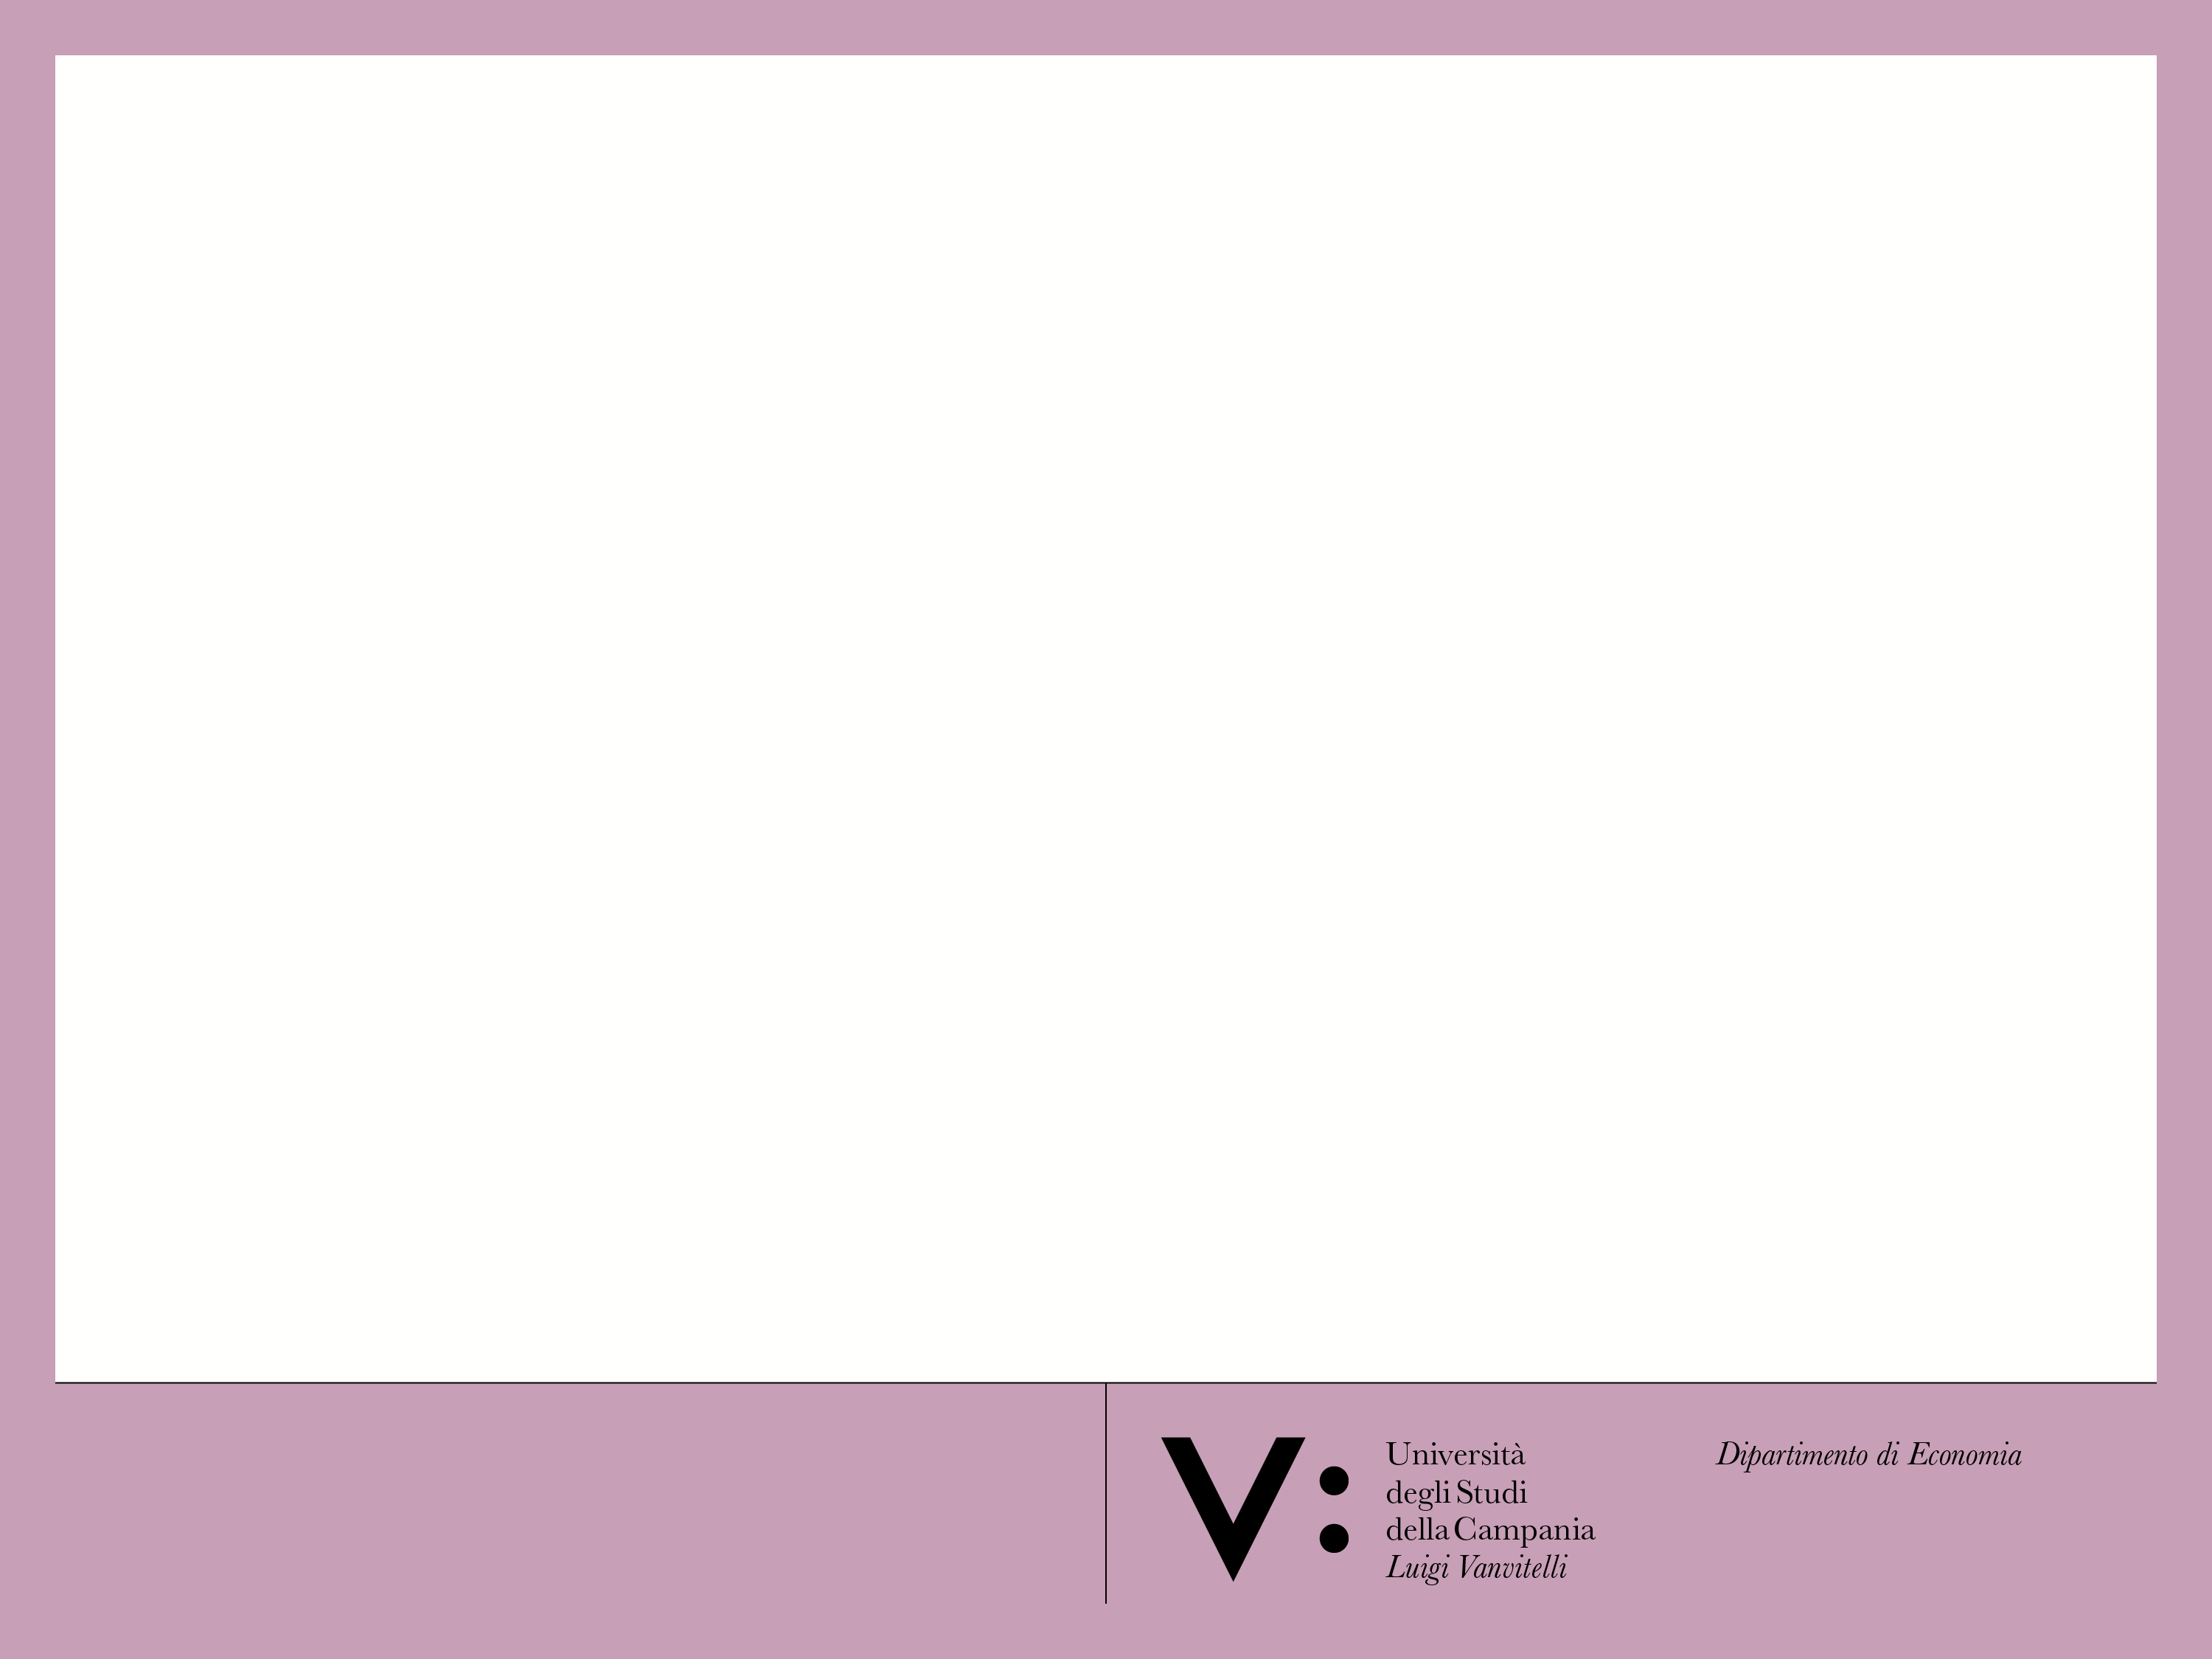 V:
Università
degli Studi
della Campania
Luigi Vanvitelli
Dipartimento di Economia